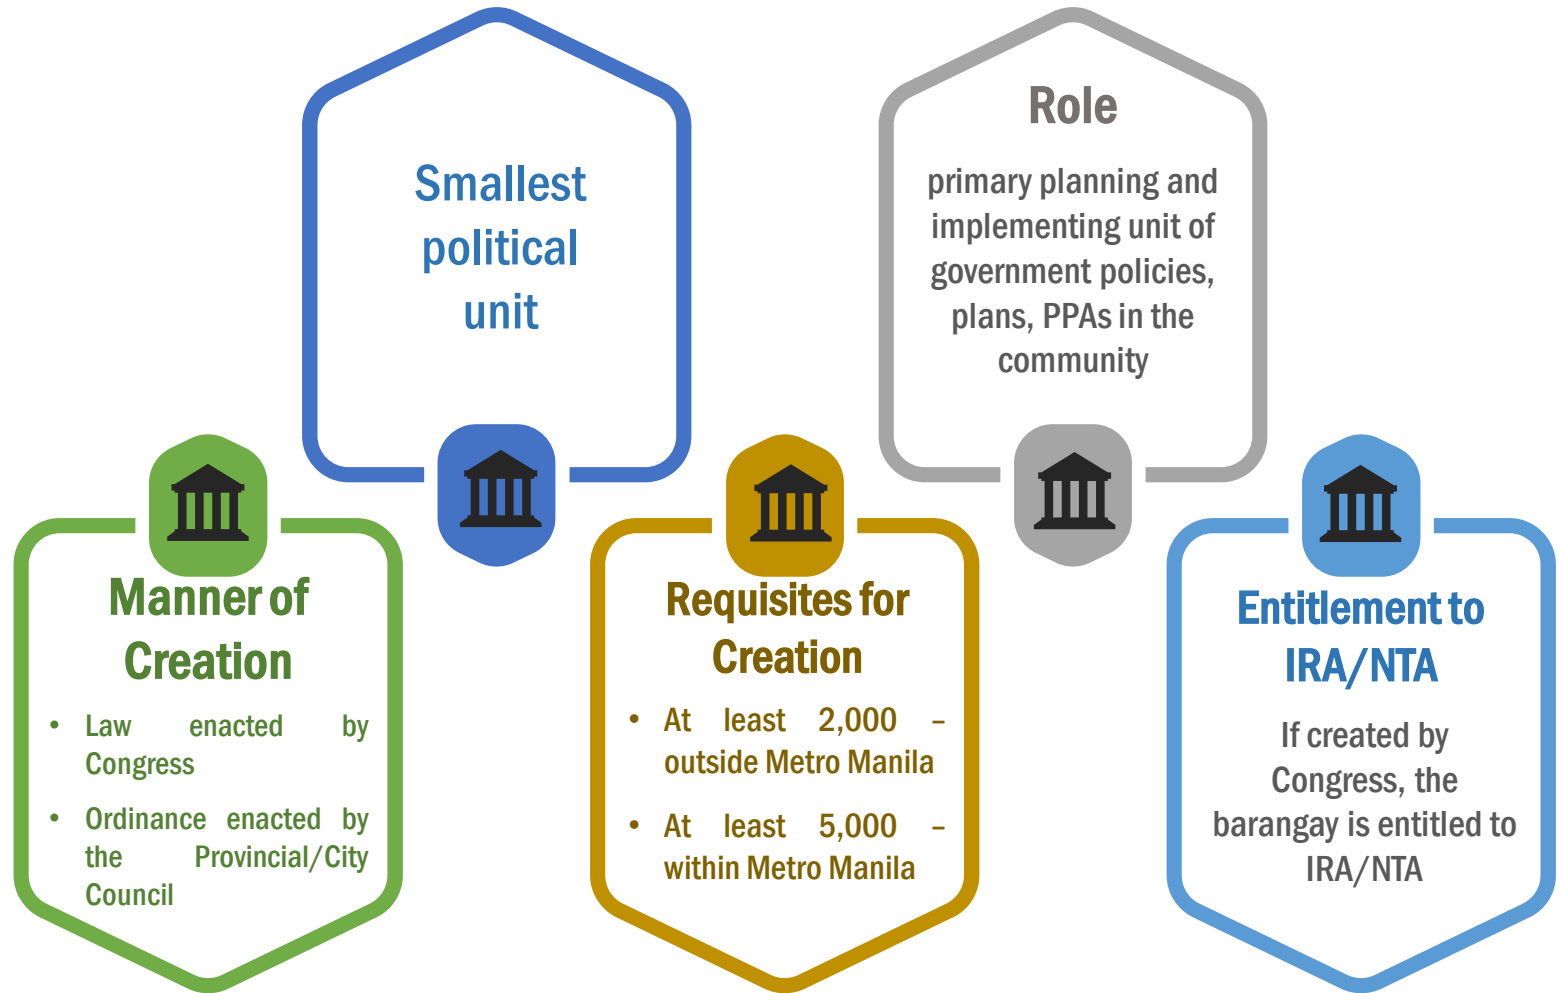 Smallest
political
unit
Role
primary planning and
implementing unit of
government policies,
plans, PPAs in the
community
Manner of
Creation
• Law enacted by
Congress
• Ordinance enacted by
the Provincial/City
Council
Requisites for
Creation
• At least 2,000 –
outside Metro Manila
• At least 5,000 –
within Metro Manila
Entitlement to
IRA/NTA
If created by
Congress, the
barangay is entitled to
IRA/NTA